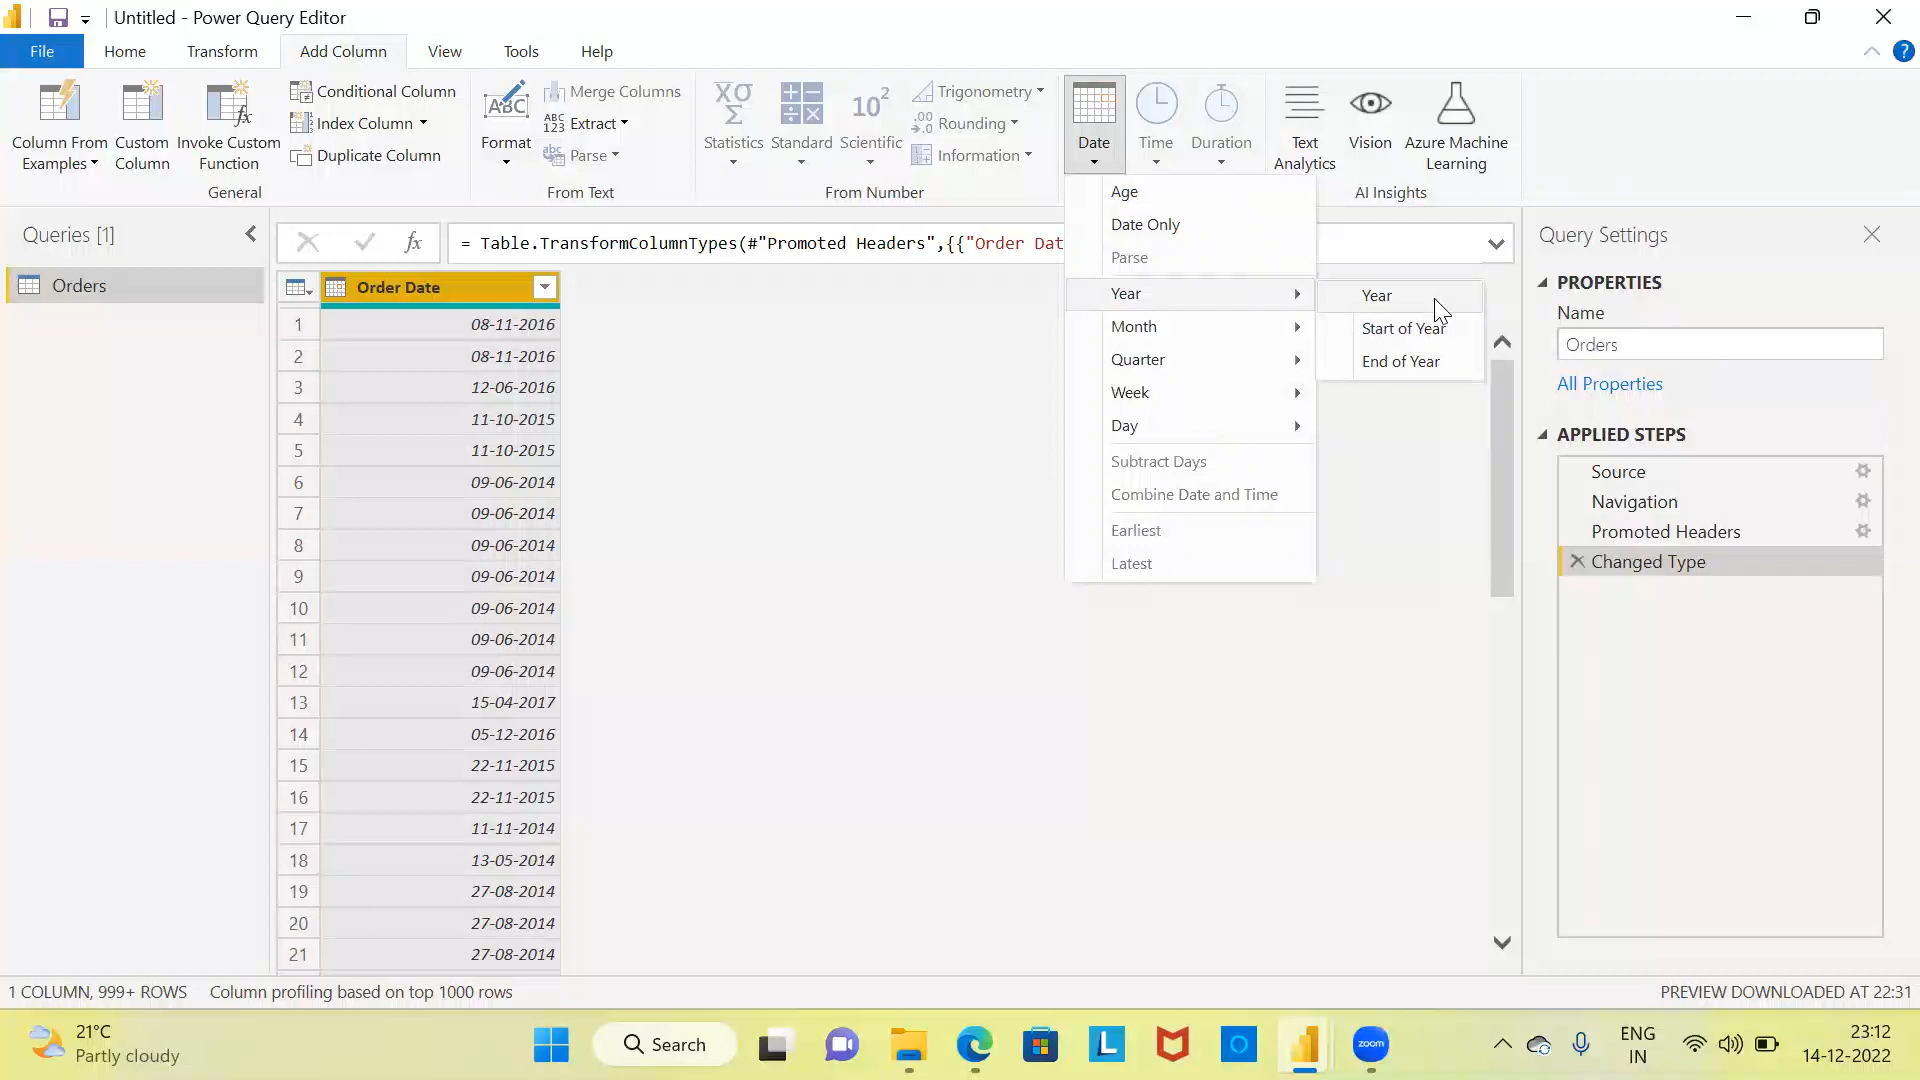 Untitled - Power Query Editor
File
Home
Transform
Add Column
View
Tools
Help
Column From Examples
Custom Column
Invoke Custom Function
Conditional Column
Index Column
Duplicate Column
General
Format
ABC
Merge Columns
ABC 123 Extract
abc Parse
From Text
XO Σ Statistics
Standard
10² Scientific
Trigonometry
.00 Rounding
Information
From Number
Date
Time
Duration
Text Analytics
Vision
Azure Machine Learning
AI Insights
Queries [1]
Orders
fx
= Table.TransformColumnTypes(#"Promoted Headers",{{"Order Dat
Order Date
1 08-11-2016
2 08-11-2016
3 12-06-2016
4 11-10-2015
5 11-10-2015
6 09-06-2014
7 09-06-2014
8 09-06-2014
9 09-06-2014
10 09-06-2014
11 09-06-2014
12 09-06-2014
13 15-04-2017
14 05-12-2016
15 22-11-2015
16 22-11-2015
17 11-11-2014
18 13-05-2014
19 27-08-2014
20 27-08-2014
21 27-08-2014
Age
Date Only
Parse
Year
Month
Quarter
Week
Day
Subtract Days
Combine Date and Time
Earliest
Latest
Year
Start of Year
End of Year
Query Settings
PROPERTIES
Name
Orders
All Properties
APPLIED STEPS
Source
Navigation
Promoted Headers
Changed Type
1 COLUMN, 999+ ROWS
Column profiling based on top 1000 rows
PREVIEW DOWNLOADED AT 22:31
21°C
Partly cloudy
Search
L
zoom
ENG
IN
23:12
14-12-2022